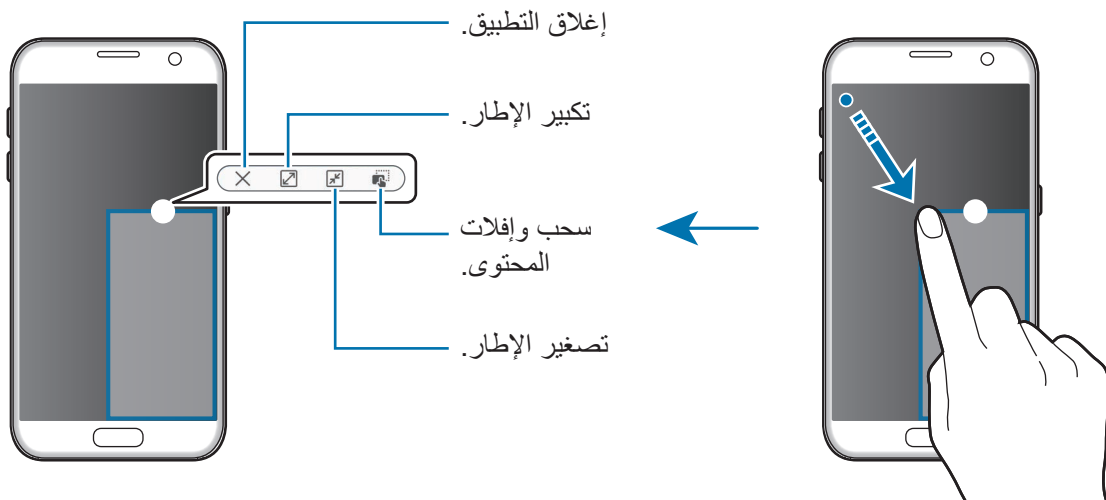 إغلاق التطبيق.
تكبير الإطار.
سحب وإفلات
المحتوى.
تصغير الإطار.